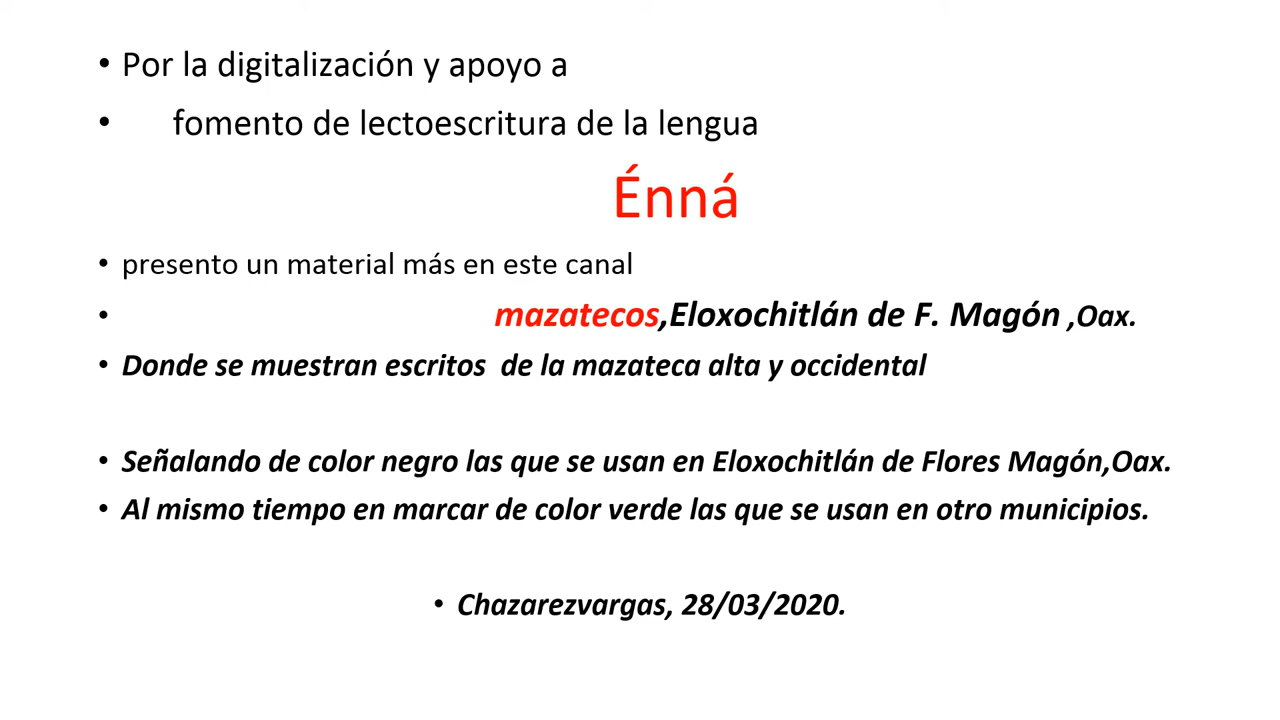 • Por la digitalización y apoyo a
• fomento de lectoescritura de la lengua
Énná
• presento un material más en este canal
• mazatecos,Eloxochitlán de F. Magón ,Oax.
• Donde se muestran escritos de la mazateca alta y occidental
• Señalando de color negro las que se usan en Eloxochitlán de Flores Magón,Oax.
• Al mismo tiempo en marcar de color verde las que se usan en otro municipios.
• Chazarezvargas, 28/03/2020.